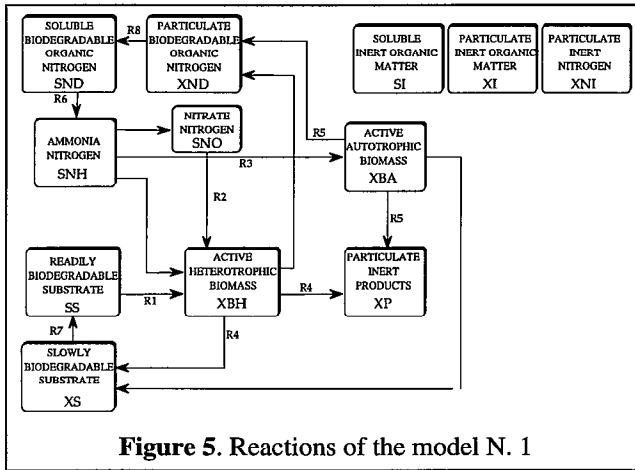 SOLUBLE
BIODEGRADABLE
ORGANIC
NITROGEN
SND
R8
PARTICULATE
BIODEGRADABLE
ORGANIC
NITROGEN
XND
SOLUBLE
INERT ORGANIC
MATTER
SI
PARTICULATE
INERT ORGANIC
MATTER
XI
PARTICULATE
INERT
NITROGEN
XNI
R6
NITRATE
NITROGEN
SNO
R5
AMMONIA
NITROGEN
SNH
R3
ACTIVE
AUTOTROPHIC
BIOMASS
XBA
R2
R5
READILY
BIODEGRADABLE
SUBSTRATE
SS
R1
ACTIVE
HETEROTROPHIC
BIOMASS
XBH
R4
PARTICULATE
INERT
PRODUCTS
XP
R7
R4
SLOWLY
BIODEGRADABLE
SUBSTRATE
XS
Figure 5. Reactions of the model N. 1